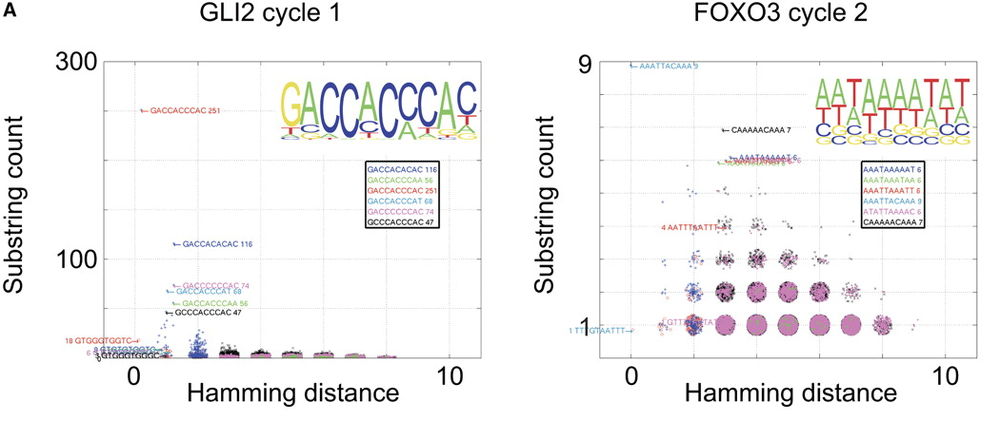 A
GLI2 cycle 1
300
GACCACCCAC 251
GACCACACAC 116
GACCACCCAA 56
GACCACCCAC 251
GACCACCCAT 68
GACCCCCCAC 74
GCCCACCCAC 47
Substring count
GACCACACAC 116
100
GACCCCCCAC 74
GACCACCCAT 68
GACCACCCAA 56
GCCCACCCAC 47
18 GTGGGTGGTC
GTGGGTGGGC
0
10
Hamming distance
FOXO3 cycle 2
9
AAATTACAAA 9
CAAAAACAAA 7
AAATAAAAAT 6
AAATAAAAAT 6
AAATAAATAA 6
AAATTAAATT 6
AAATTACAAA 9
ATATTAAAAC 6
CAAAAACAAA 7
Substring count
1
0
10
Hamming distance